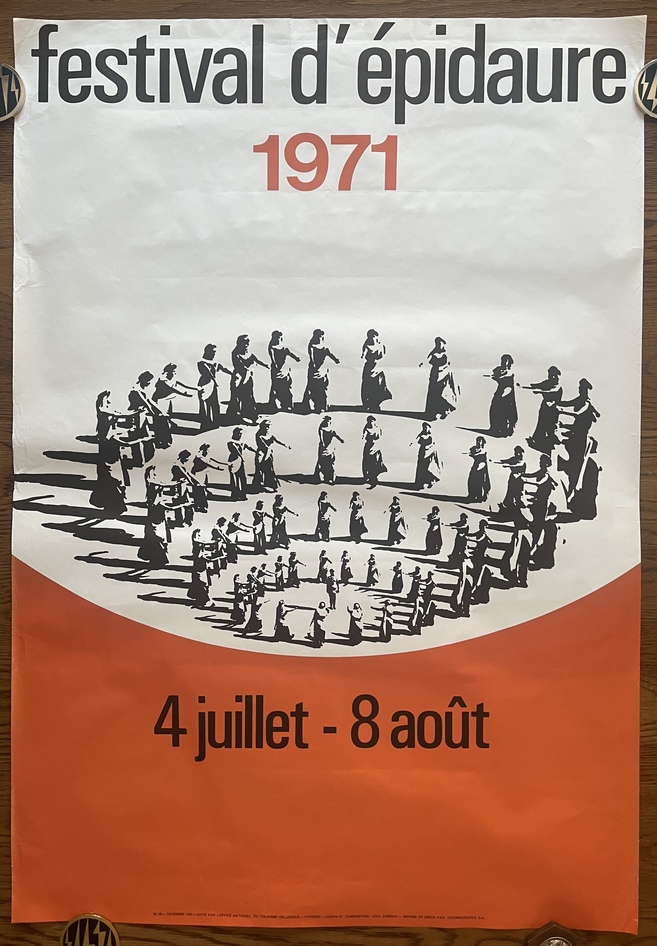 festival d'épidaure
1971
4 juillet - 8 août